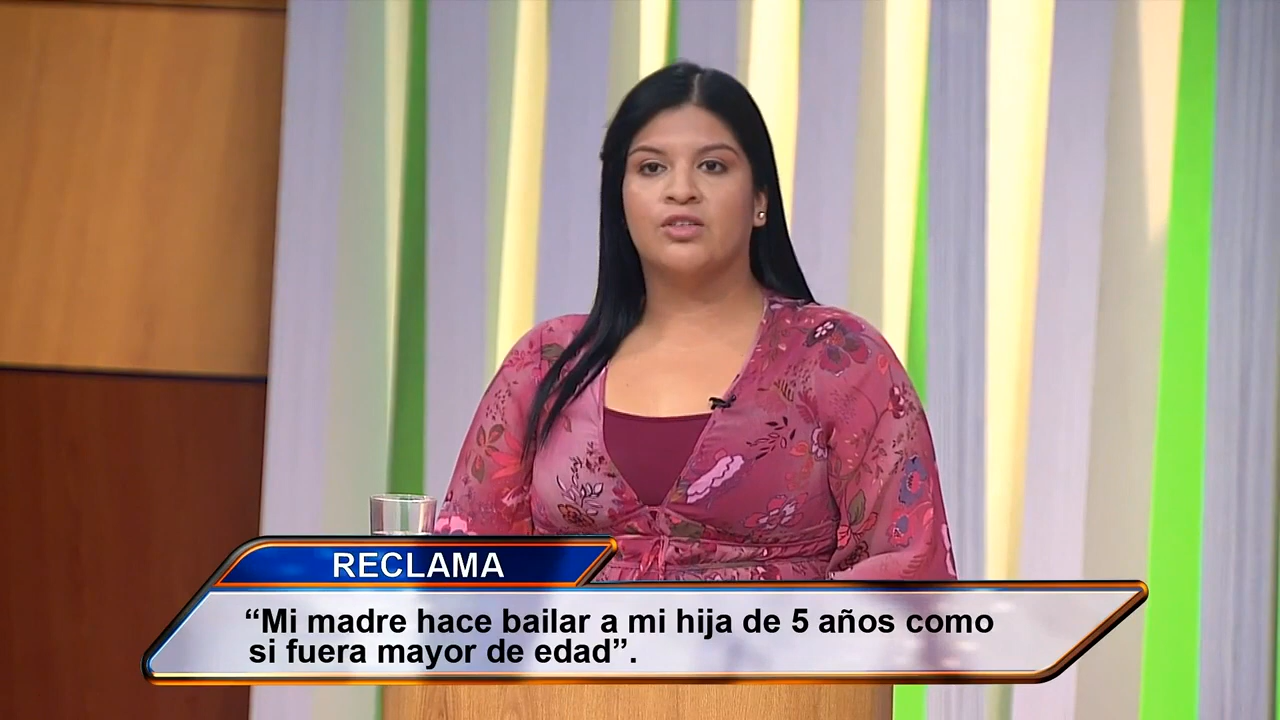 RECLAMA
“Mi madre hace bailar a mi hija de 5 años como
si fuera mayor de edad”.